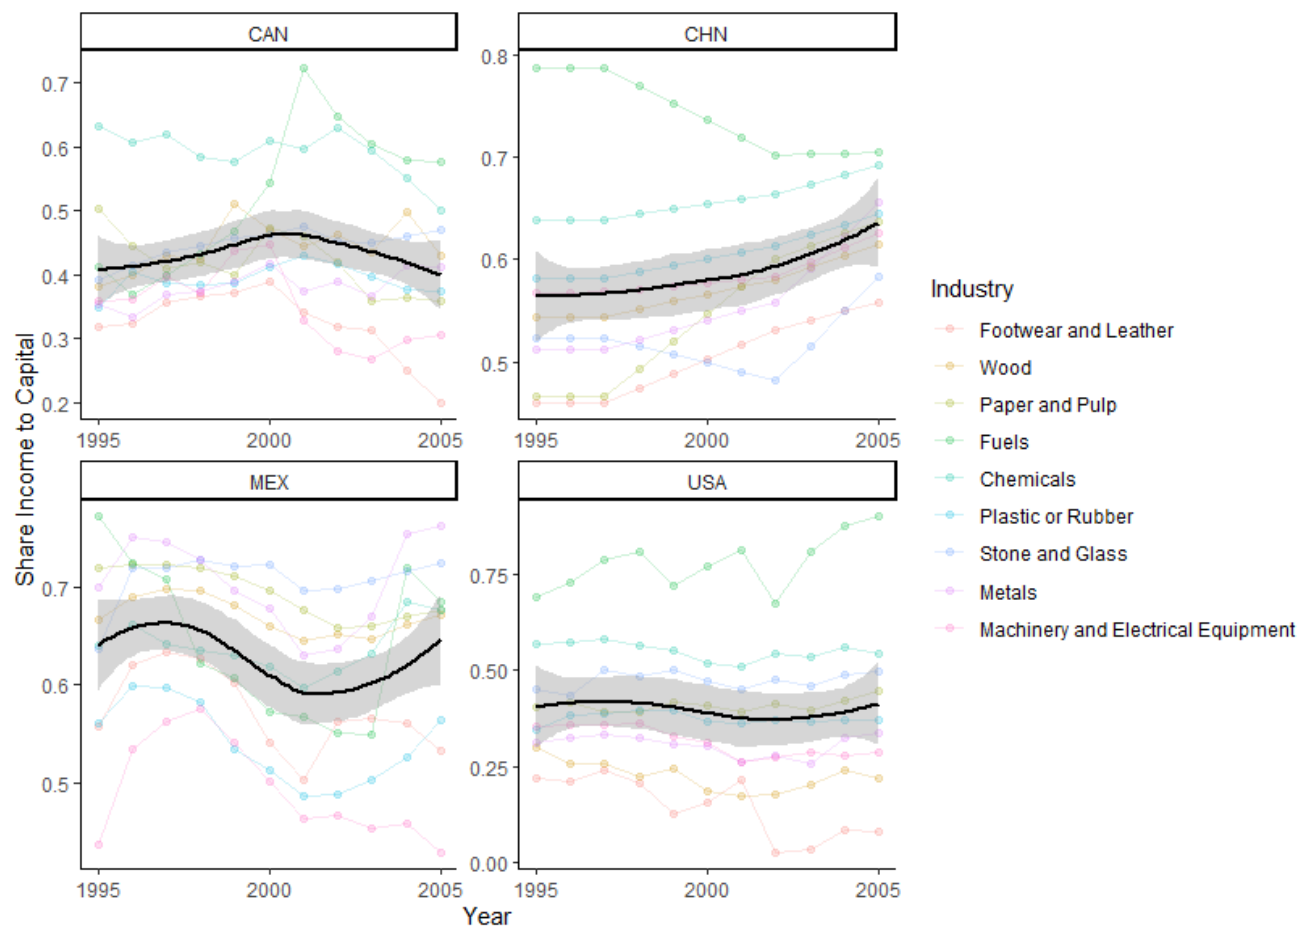 CAN
CHN
0.7
0.6
0.5
0.4
0.3
0.2
0.8
0.7
0.6
0.5
1995
2000
2005
1995
2000
2005
Share Income to Capital
MEX
USA
0.7
0.6
0.5
0.75
0.50
0.25
0.00
1995
2000
2005
1995
2000
2005
Year
Industry
Footwear and Leather
Wood
Paper and Pulp
Fuels
Chemicals
Plastic or Rubber
Stone and Glass
Metals
Machinery and Electrical Equipment